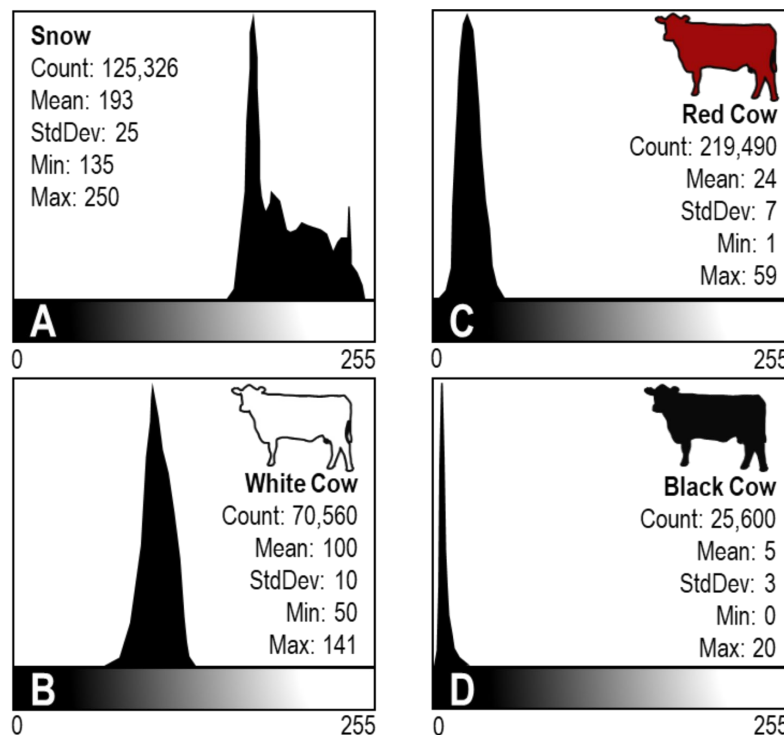 Snow
Count: 125,326
Mean: 193
StdDev: 25
Min: 135
Max: 250
A
0 255
Red Cow
Count: 219,490
Mean: 24
StdDev: 7
Min: 1
Max: 59
C
0 255
White Cow
Count: 70,560
Mean: 100
StdDev: 10
Min: 50
Max: 141
B
0 255
Black Cow
Count: 25,600
Mean: 5
StdDev: 3
Min: 0
Max: 20
D
0 255